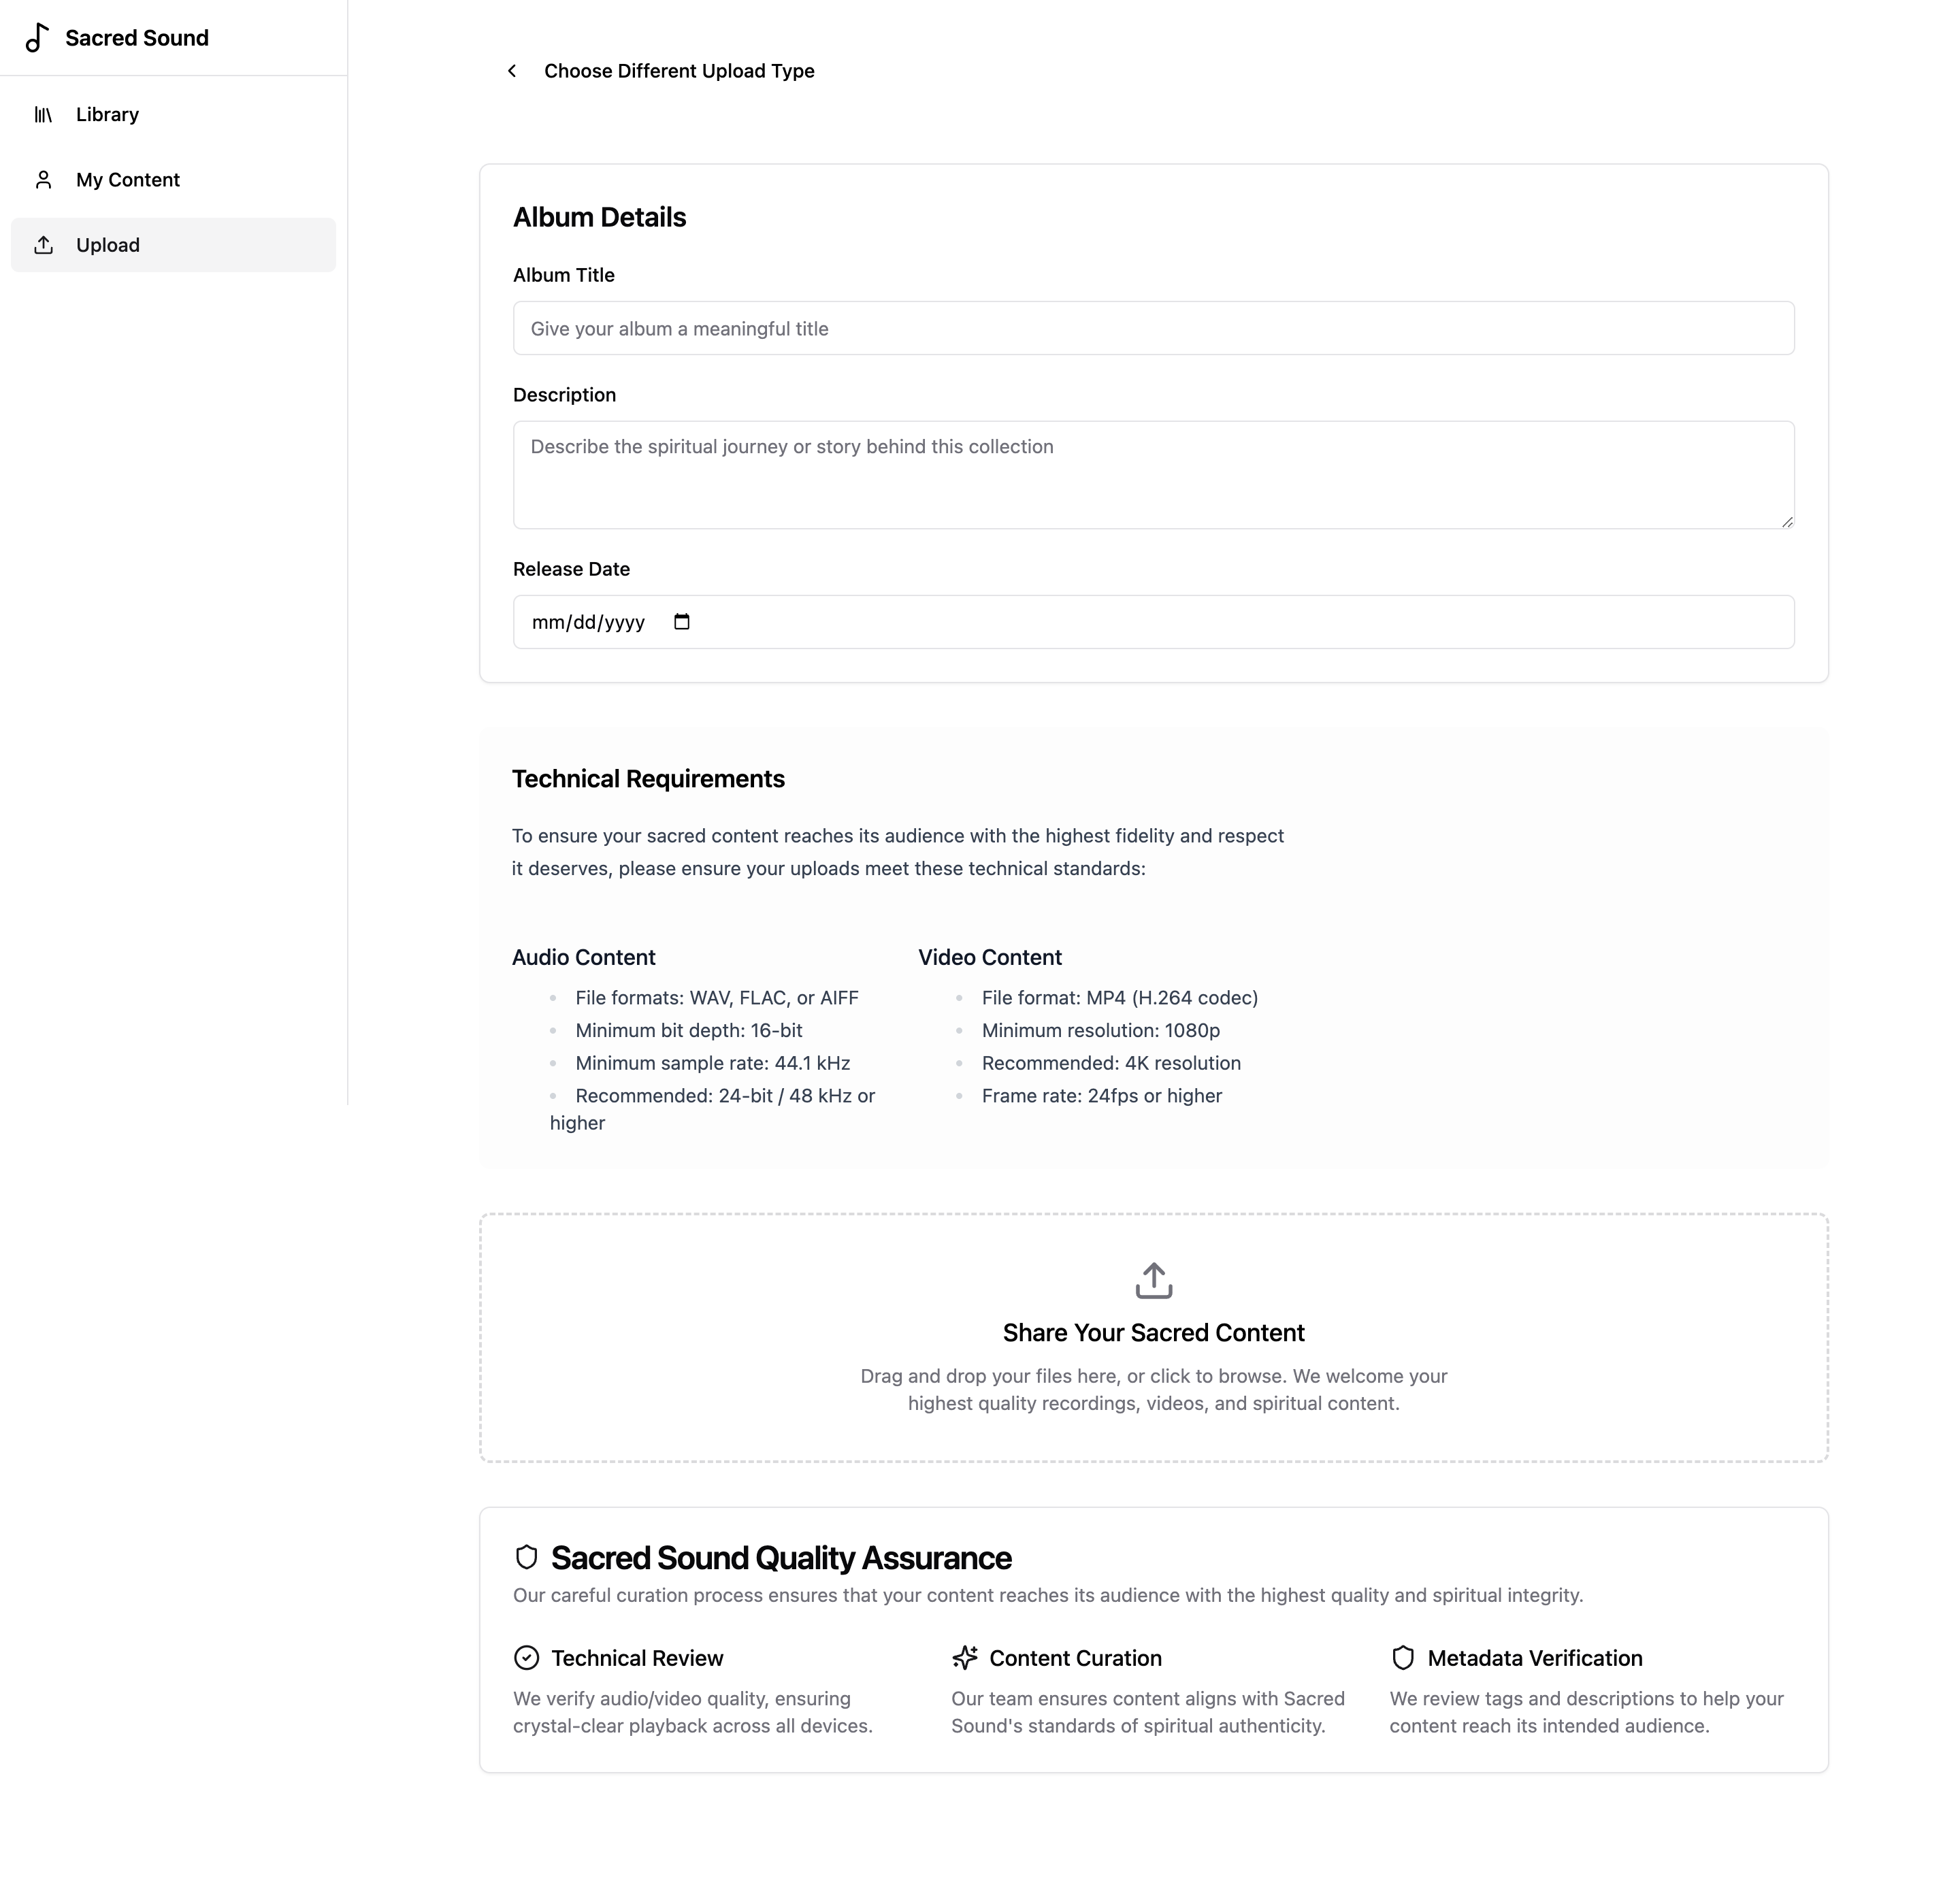 Sacred Sound
Library
My Content
Upload
Choose Different Upload Type
Album Details
Album Title
Give your album a meaningful title
Description
Describe the spiritual journey or story behind this collection
Release Date
mm/dd/yyyy
Technical Requirements
To ensure your sacred content reaches its audience with the highest fidelity and respect
it deserves, please ensure your uploads meet these technical standards:
Audio Content
File formats: WAV, FLAC, or AIFF
Minimum bit depth: 16-bit
Minimum sample rate: 44.1 kHz
Recommended: 24-bit / 48 kHz or
higher
Video Content
File format: MP4 (H.264 codec)
Minimum resolution: 1080p
Recommended: 4K resolution
Frame rate: 24fps or higher
Share Your Sacred Content
Drag and drop your files here, or click to browse. We welcome your
highest quality recordings, videos, and spiritual content.
Sacred Sound Quality Assurance
Our careful curation process ensures that your content reaches its audience with the highest quality and spiritual integrity.
Technical Review
We verify audio/video quality, ensuring
crystal-clear playback across all devices.
Content Curation
Our team ensures content aligns with Sacred
Sound's standards of spiritual authenticity.
Metadata Verification
We review tags and descriptions to help your
content reach its intended audience.